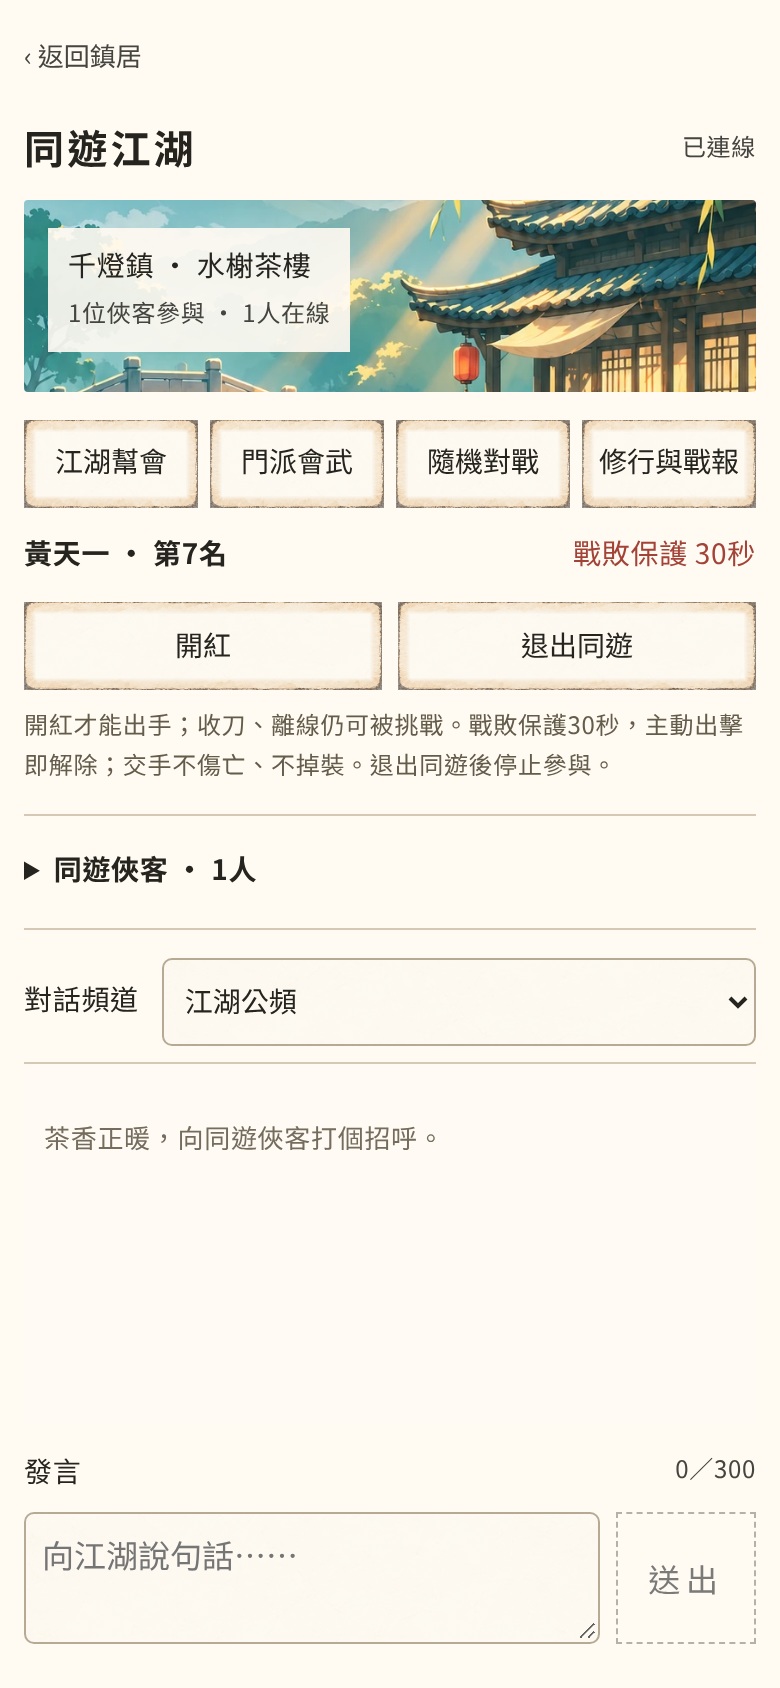 ‹ 返回鎮居
同遊江湖
已連線
千燈鎮 · 水榭茶樓
1位俠客參與 · 1人在線
江湖幫會
門派會武
隨機對戰
修行與戰報
黃天一 · 第7名
戰敗保護 30秒
開紅
退出同遊
開紅才能出手；收刀、離線仍可被挑戰。戰敗保護30秒，主動出擊
即解除；交手不傷亡、不掉裝。退出同遊後停止參與。
▶ 同遊俠客 · 1人
對話頻道
江湖公頻
茶香正暖，向同遊俠客打個招呼。
發言
0／300
向江湖說句話……
送出